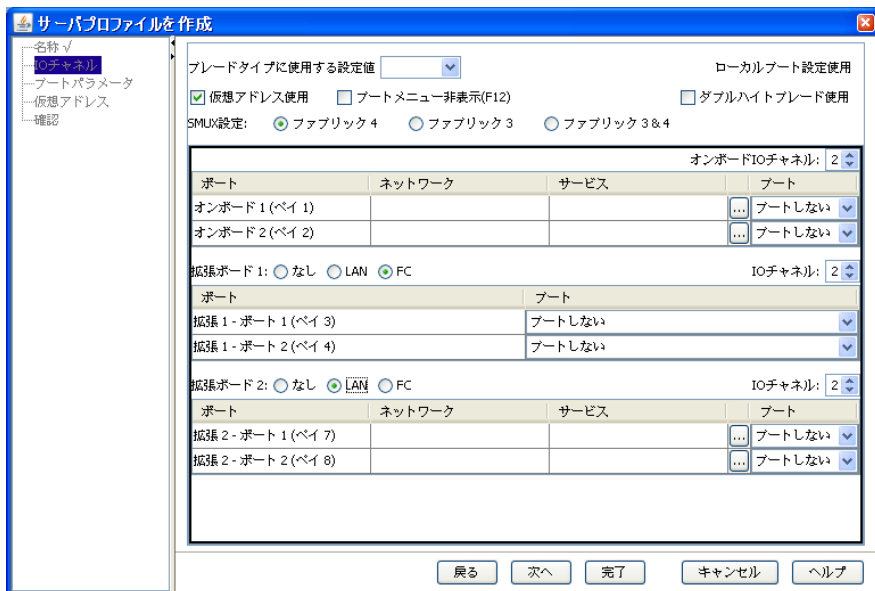 サーバプロファイルを作成
名称 √
IOチャネル
ブートパラメータ
仮想アドレス
確認
ブレードタイプに使用する設定値 ローカルブート設定使用
仮想アドレス使用 ブートメニュー非表示(F12) ダブルハイトブレード使用
SMUX設定: ファブリック4 ファブリック3 ファブリック3&4
オンボードIOチャネル: 2
ポート ネットワーク サービス ブート
オンボード1(ベイ 1) ... ブートしない
オンボード2(ベイ 2) ... ブートしない
拡張ボード1: なし LAN FC IOチャネル: 2
ポート ブート
拡張1-ポート1(ベイ 3) ブートしない
拡張1-ポート2(ベイ 4) ブートしない
拡張ボード2: なし LAN FC IOチャネル: 2
ポート ネットワーク サービス ブート
拡張2-ポート1(ベイ 7) ... ブートしない
拡張2-ポート2(ベイ 8) ... ブートしない
戻る 次へ 完了 キャンセル ヘルプ